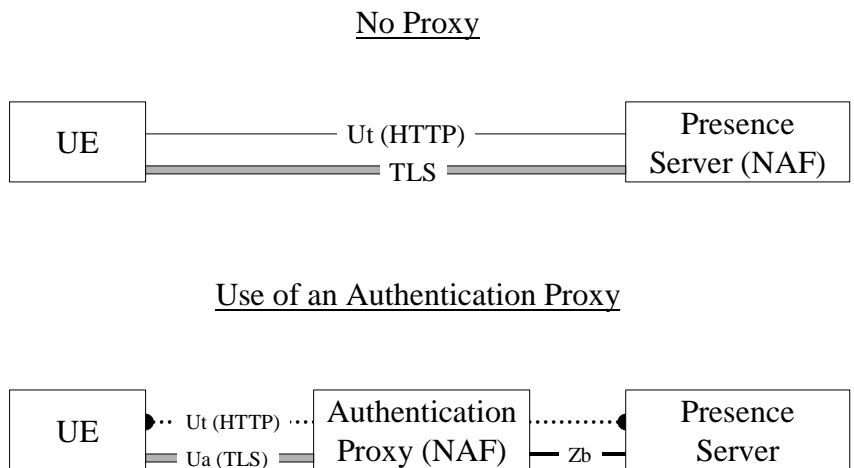 No Proxy
UE
Ut (HTTP)
TLS
Presence
Server (NAF)
Use of an Authentication Proxy
UE
Ut (HTTP)
Ua (TLS)
Authentication
Proxy (NAF)
Zb
Presence
Server